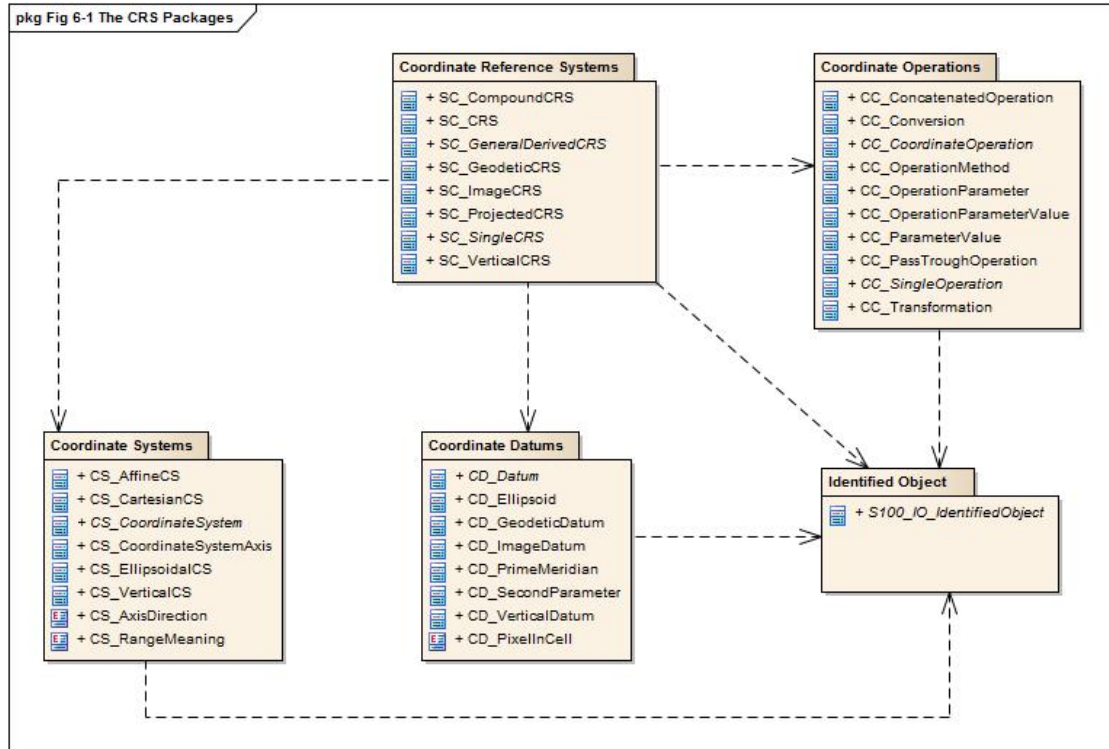 pkg Fig 6-1 The CRS Packages
Coordinate Reference Systems
+ SC_CompoundCRS
+ SC_CRS
+ SC_GeneralDerivedCRS
+ SC_GeodeticCRS
+ SC_ImageCRS
+ SC_ProjectedCRS
+ SC_SingleCRS
+ SC_VerticalCRS
Coordinate Operations
+ CC_ConcatenatedOperation
+ CC_Conversion
+ CC_CoordinateOperation
+ CC_OperationMethod
+ CC_OperationParameter
+ CC_OperationParameterValue
+ CC_ParameterValue
+ CC_PassTroughOperation
+ CC_SingleOperation
+ CC_Transformation
Coordinate Systems
+ CS_AffineCS
+ CS_CartesianCS
+ CS_CoordinateSystem
+ CS_CoordinateSystemAxis
+ CS_EllipsoidalCS
+ CS_VerticalCS
E + CS_AxisDirection
E + CS_RangeMeaning
Coordinate Datums
+ CD_Datum
+ CD_Ellipsoid
+ CD_GeodeticDatum
+ CD_ImageDatum
+ CD_PrimeMeridian
+ CD_SecondParameter
+ CD_VerticalDatum
E + CD_PixelInCell
Identified Object
+ S100_IO_IdentifiedObject